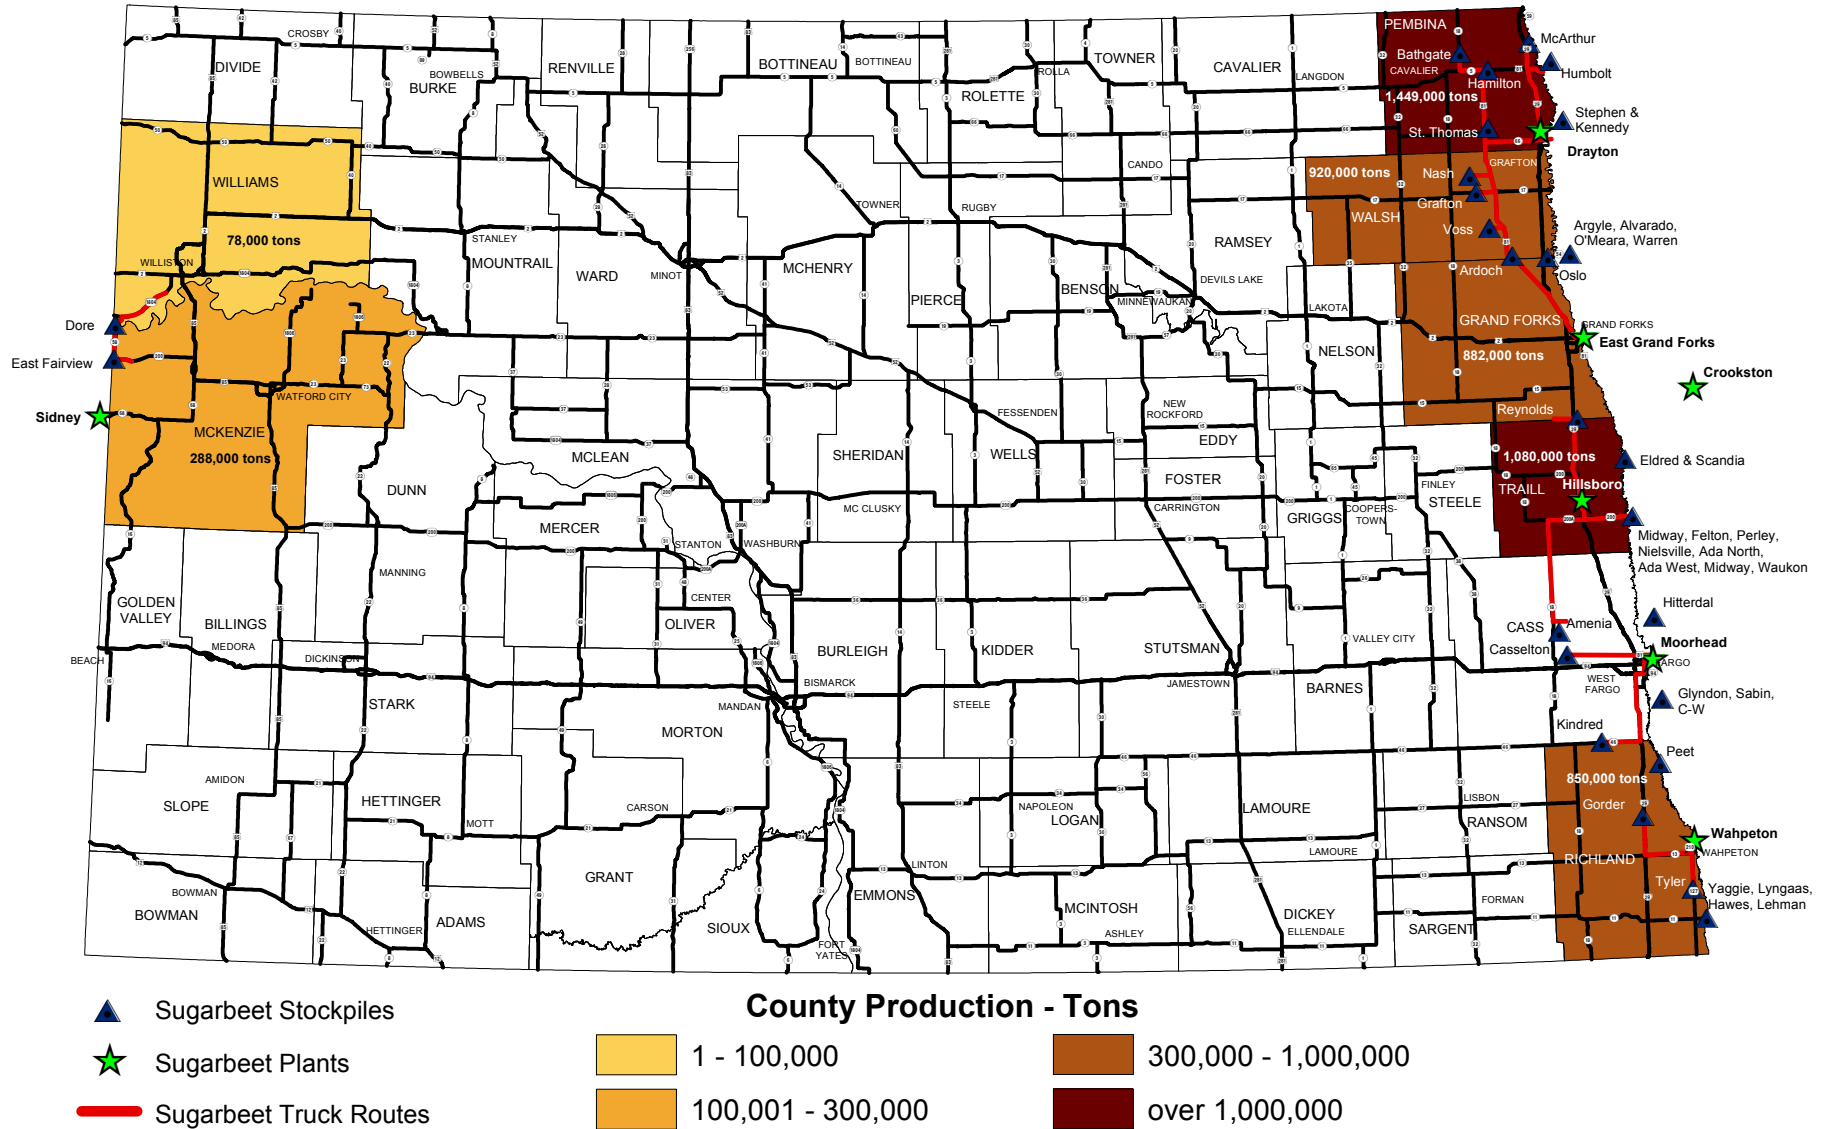 CROSBY
DIVIDE
BOWBELLS
BURKE
RENVILLE
BOTTINEAU
BOTTINEAU
ROLLA
ROLETTE
TOWNER
CAVALIER
LANGDON
PEMBINA
Bathgate
CAVALIER
Hamilton
1,449,000 tons
St. Thomas
McArthur
Humbolt
Stephen &
Kennedy
Drayton
WILLIAMS
78,000 tons
WILLISTON
STANLEY
MOUNTRAIL
WARD
MINOT
TOWNER
MCHENRY
RUGBY
PIERCE
CANDO
BENSON
MINNEWAUKAN
RAMSEY
DEVILS LAKE
LAKOTA
NELSON
920,000 tons
GRAFTON
Nash
Grafton
WALSH
Voss
Ardoch
Argyle, Alvarado,
O'Meara, Warren
Oslo
GRAND FORKS
GRAND FORKS
East Grand Forks
882,000 tons
Crookston
Reynolds
Dore
East Fairview
Sidney
WATFORD CITY
MCKENZIE
288,000 tons
DUNN
MANNING
MCLEAN
MERCER
STANTON
WASHBURN
CENTER
OLIVER
SHERIDAN
MC CLUSKY
FESSENDEN
WELLS
NEW
ROCKFORD
EDDY
FOSTER
CARRINGTON
GRIGGS
COOPERS-
TOWN
FINLEY
STEELE
1,080,000 tons
TRAILL
Hillsboro
Eldred & Scandia
Midway, Felton, Perley,
Nielsville, Ada North,
Ada West, Midway, Waukon
Hitterdal
GOLDEN
VALLEY
BEACH
BILLINGS
MEDORA
DICKINSON
STARK
MORTON
MANDAN
BISMARCK
BURLEIGH
KIDDER
STEELE
STUTSMAN
JAMESTOWN
VALLEY CITY
BARNES
CASS
Amenia
Casselton
Moorhead
FARGO
WEST
FARGO
Glyndon, Sabin,
C-W
Kindred
Peet
AMIDON
SLOPE
HETTINGER
MOTT
CARSON
GRANT
BOWMAN
BOWMAN
HETTINGER
ADAMS
SIOUX
FORT
YATES
LINTON
EMMONS
NAPOLEON
LOGAN
MCINTOSH
ASHLEY
LAMOURE
LAMOURE
DICKEY
ELLENDALE
LISBON
RANSOM
FORMAN
SARGENT
850,000 tons
Gorder
RICHLAND
Wahpeton
WAHPETON
Tyler
Yaggie, Lyngaas,
Hawes, Lehman
County Production - Tons
Sugarbeet Stockpiles
Sugarbeet Plants
Sugarbeet Truck Routes
1 - 100,000
100,001 - 300,000
300,000 - 1,000,000
over 1,000,000